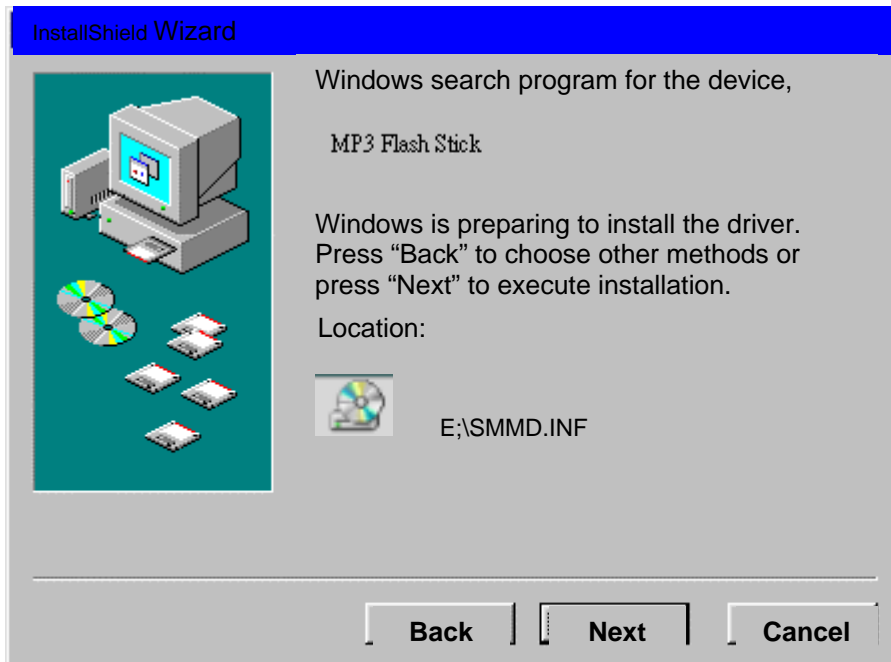 InstallShield Wizard
Windows search program for the device,
MP3 Flash Stick
Windows is preparing to install the driver.
Press “Back” to choose other methods or
press “Next” to execute installation.
Location:
E;\SMMD.INF
Back Next Cancel